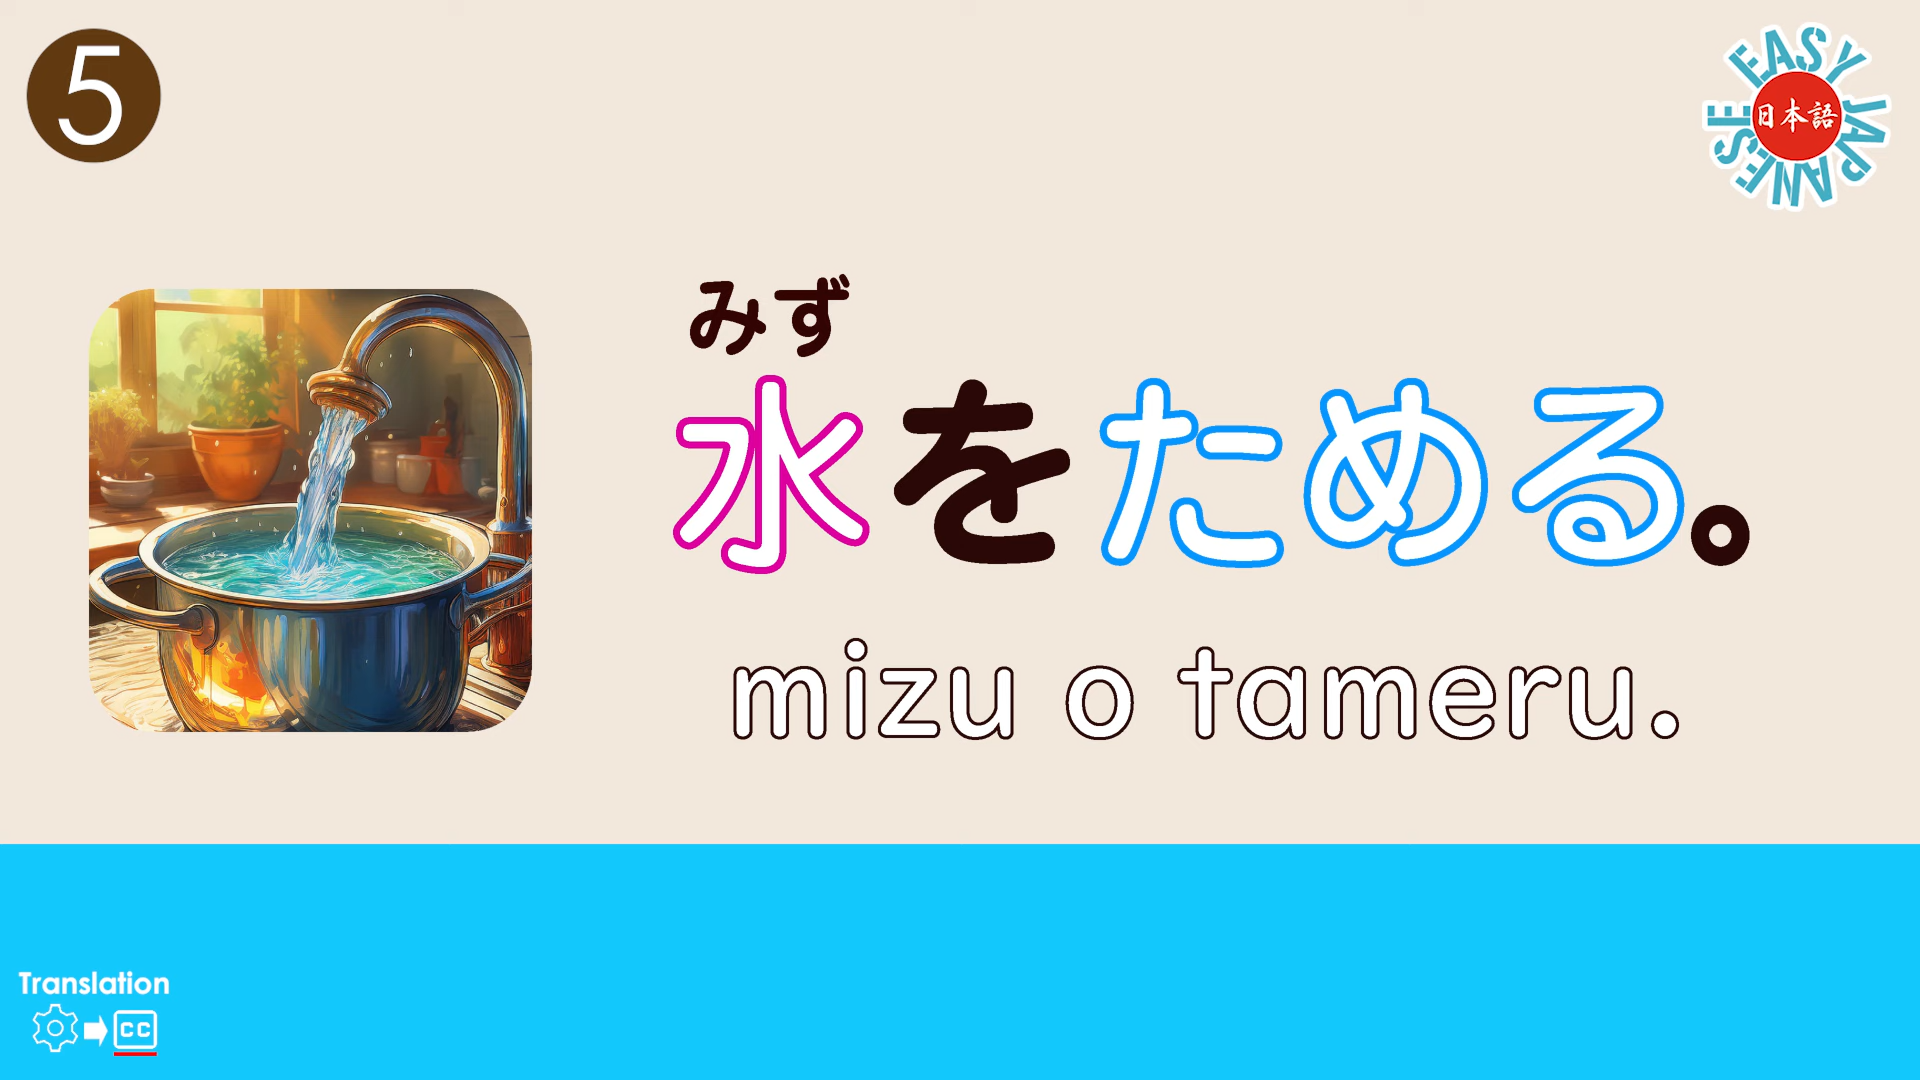 5
EASY JAPANESE
日本語
みず
水をためる。
mizu o tameru.
Translation
CC